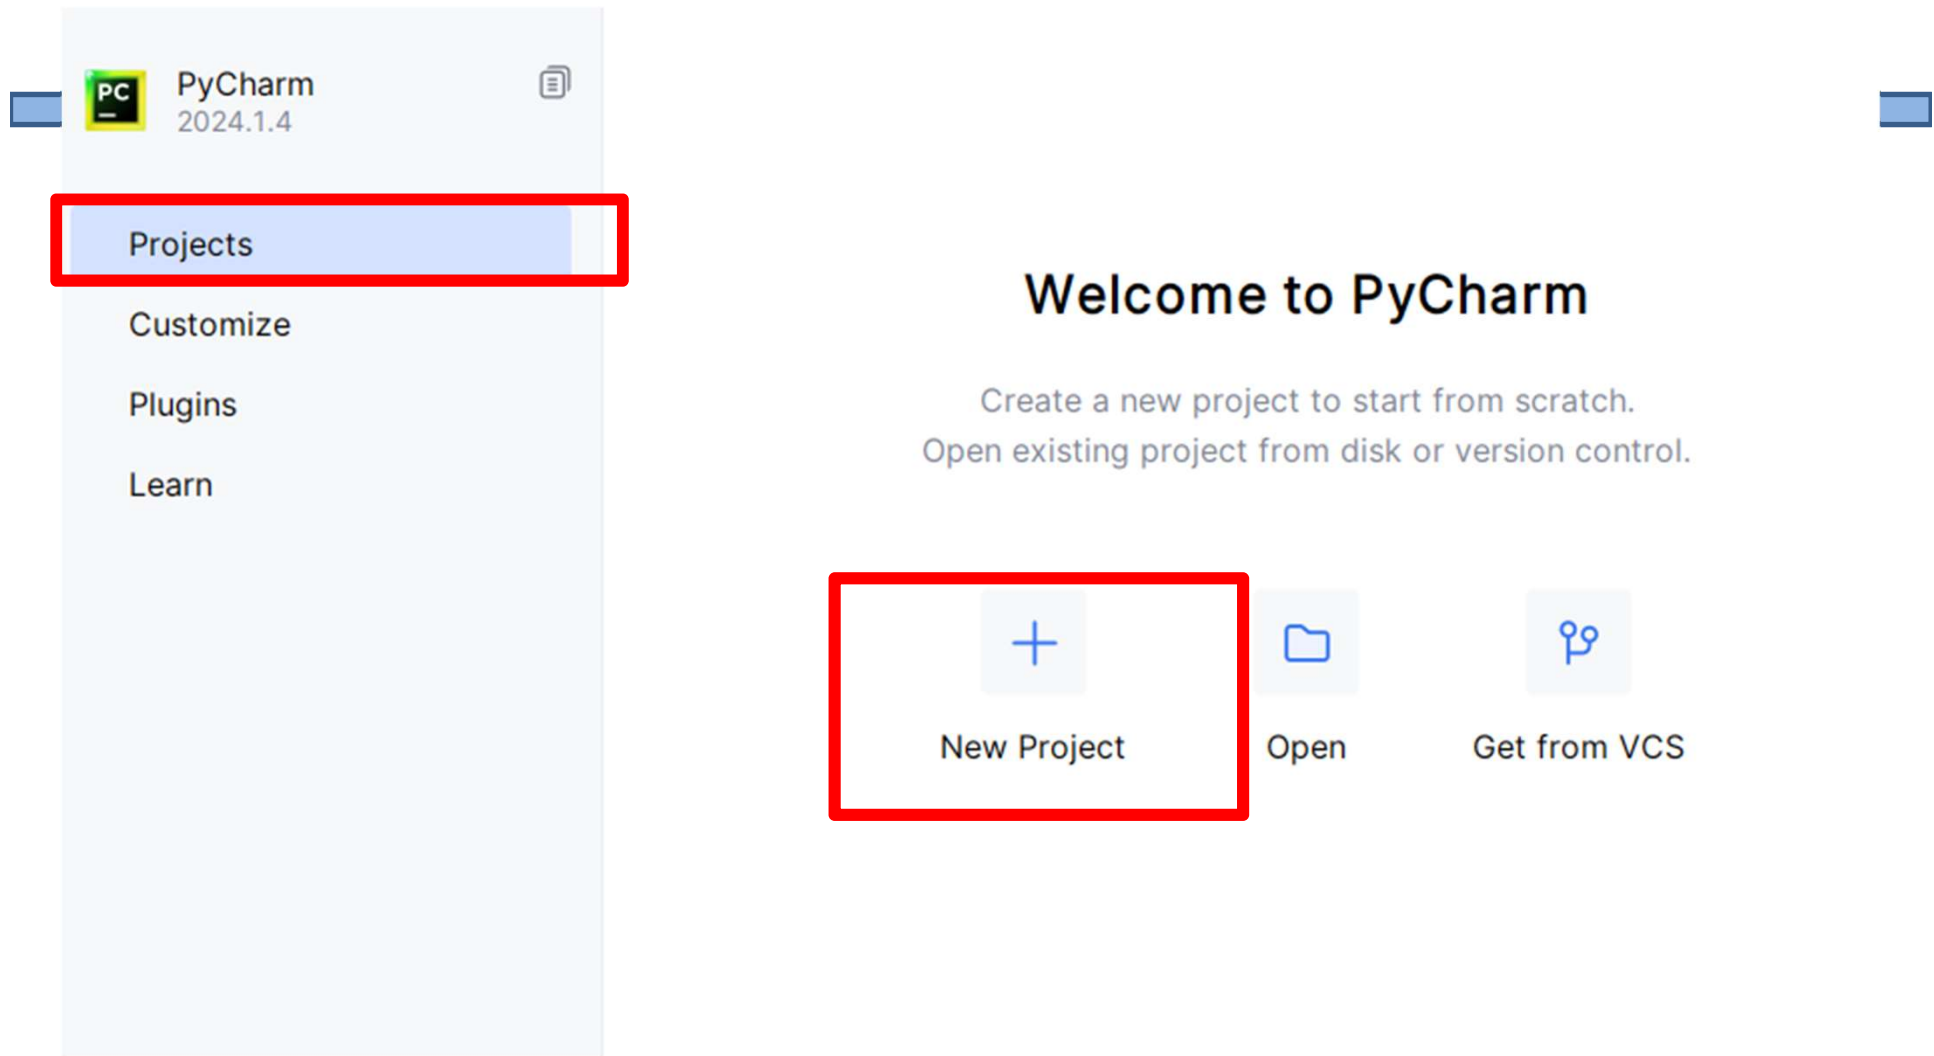 PC
PyCharm
2024.1.4
Projects
Customize
Plugins
Learn
Welcome to PyCharm
Create a new project to start from scratch.
Open existing project from disk or version control.
New Project
Open
Get from VCS